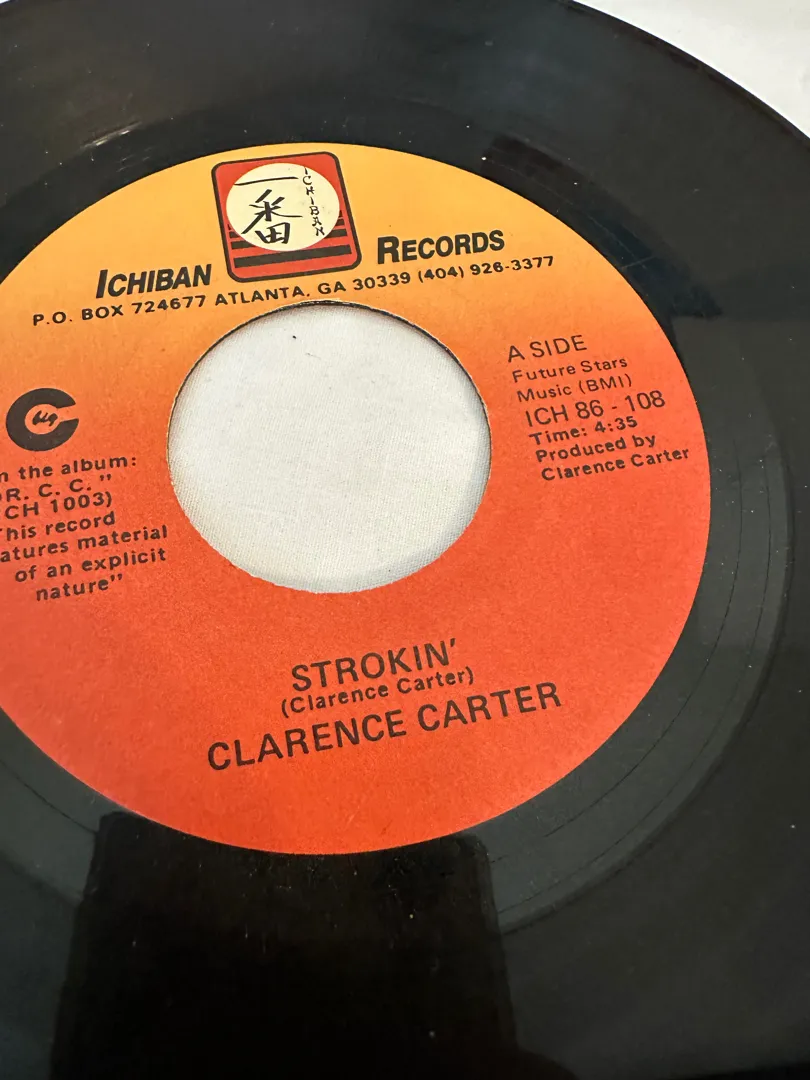 一番
ICHIBAN
ICHIBAN RECORDS
P.O. BOX 724677 ATLANTA, GA 30339 (404) 926-3377
A SIDE
Future Stars
Music (BMI)
ICH 86 - 108
Time: 4:35
Produced by
Clarence Carter
the album:
R. C. C."
CH 1003)
his record
atures material
of an explicit
nature"
STROKIN'
(Clarence Carter)
CLARENCE CARTER